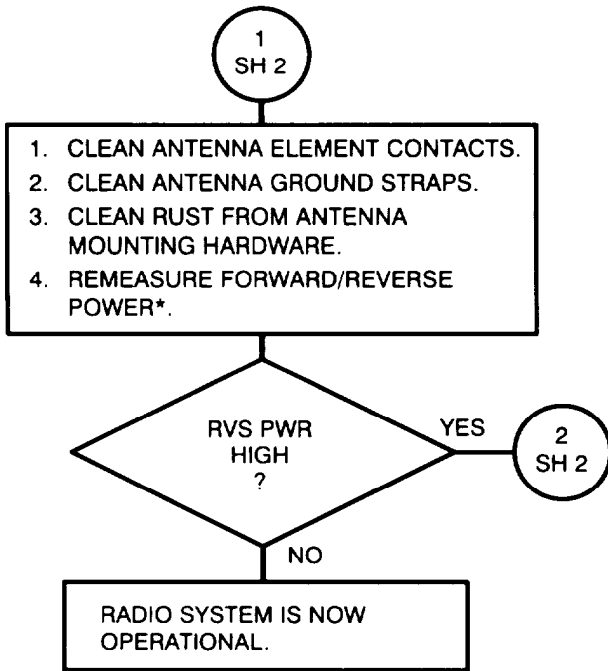 1
SH 2
1. CLEAN ANTENNA ELEMENT CONTACTS.
2. CLEAN ANTENNA GROUND STRAPS.
3. CLEAN RUST FROM ANTENNA
MOUNTING HARDWARE.
4. REMEASURE FORWARD/REVERSE
POWER*.
RVS PWR
HIGH
?
YES
2
SH 2
NO
RADIO SYSTEM IS NOW
OPERATIONAL.